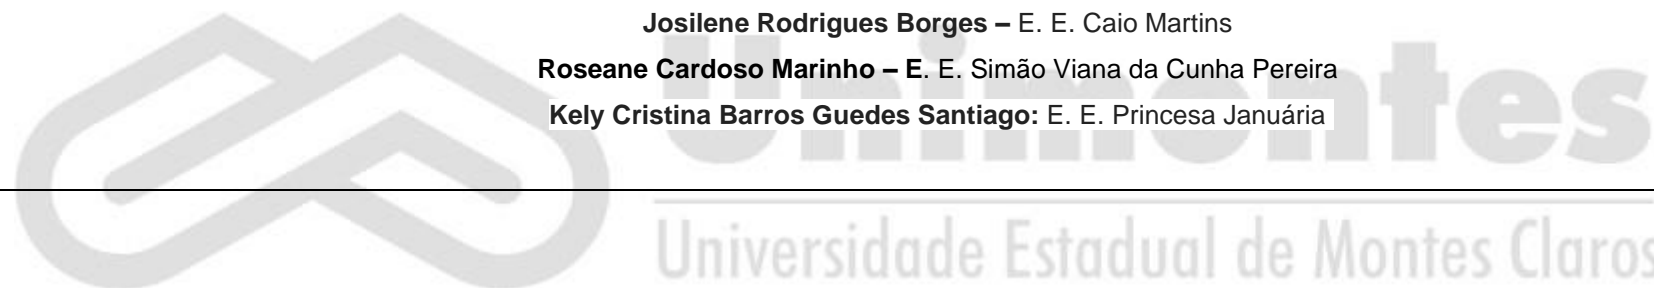 Josilene Rodrigues Borges – E. E. Caio Martins
Roseane Cardoso Marinho – E. E. Simão Viana da Cunha Pereira
Kely Cristina Barros Guedes Santiago: E. E. Princesa Januária
Unimontes
Universidade Estadual de Montes Claros